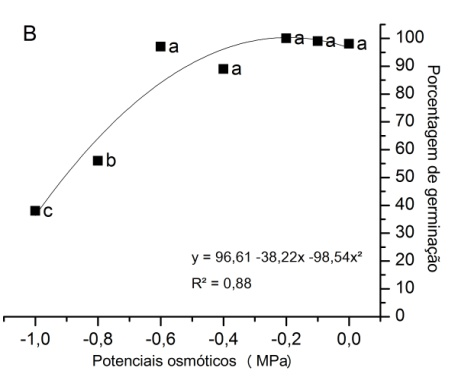 B
a
a
a
a
a
b
c
100
90
80
70
60
50
40
30
20
10
0
Porcentagem de germinação
y = 96,61 -38,22x -98,54x²
R² = 0,88
-1,0 -0,8 -0,6 -0,4 -0,2 0,0
Potenciais osmóticos ( MPa)